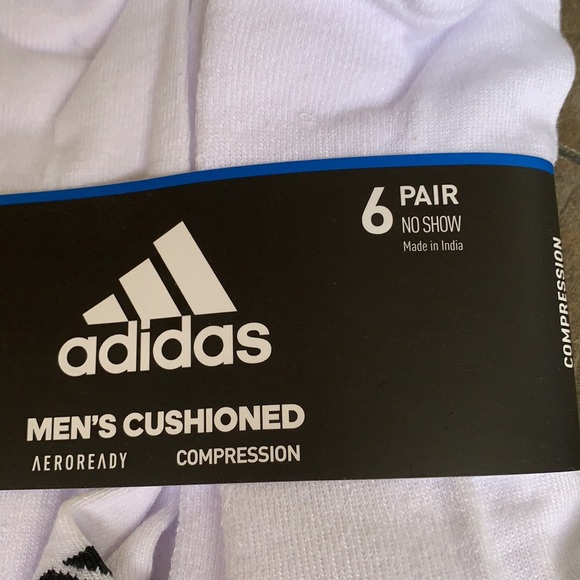 6 PAIR
NO SHOW
Made in India
adidas
MEN'S CUSHIONED
AEROREADY COMPRESSION
COMPRESSION